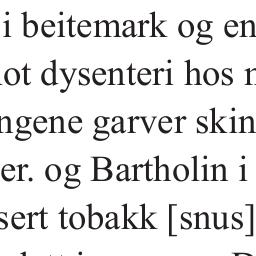 i beitemark og en
ot dysenteri hos
ngene garver skin
er. og Bartholin i
sert tobakk [snus]